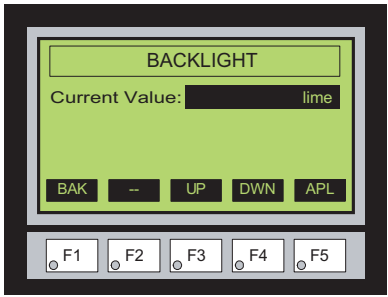 BACKLIGHT
Current Value: lime
BAK -- UP DWN APL
F1 F2 F3 F4 F5